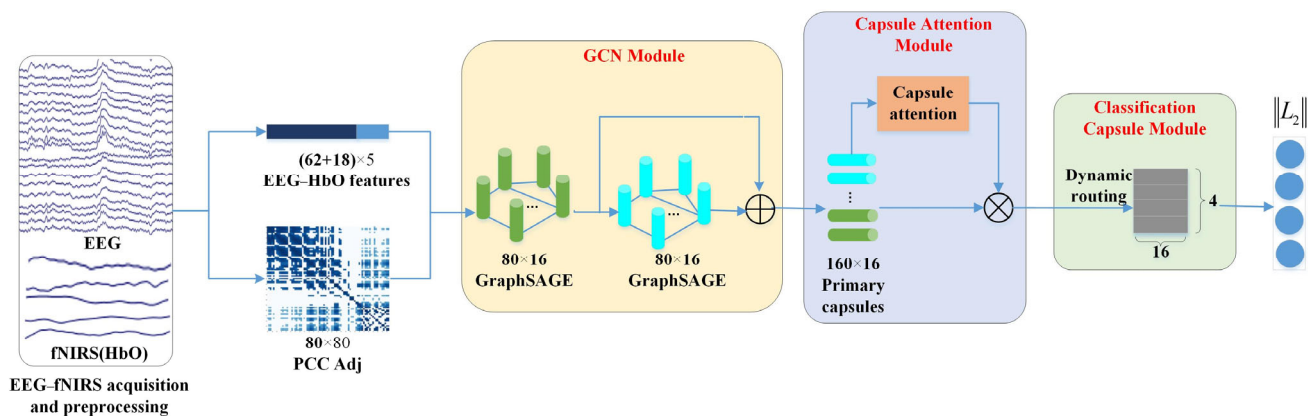 EEG
fNIRS(HbO)
EEG–fNIRS acquisition
and preprocessing
(62+18)×5
EEG–HbO features
80×80
PCC Adj
GCN Module
...
80×16
GraphSAGE
...
80×16
GraphSAGE
Capsule Attention
Module
Capsule
attention
...
160×16
Primary
capsules
Classification
Capsule Module
Dynamic
routing
4
16
‖L₂‖